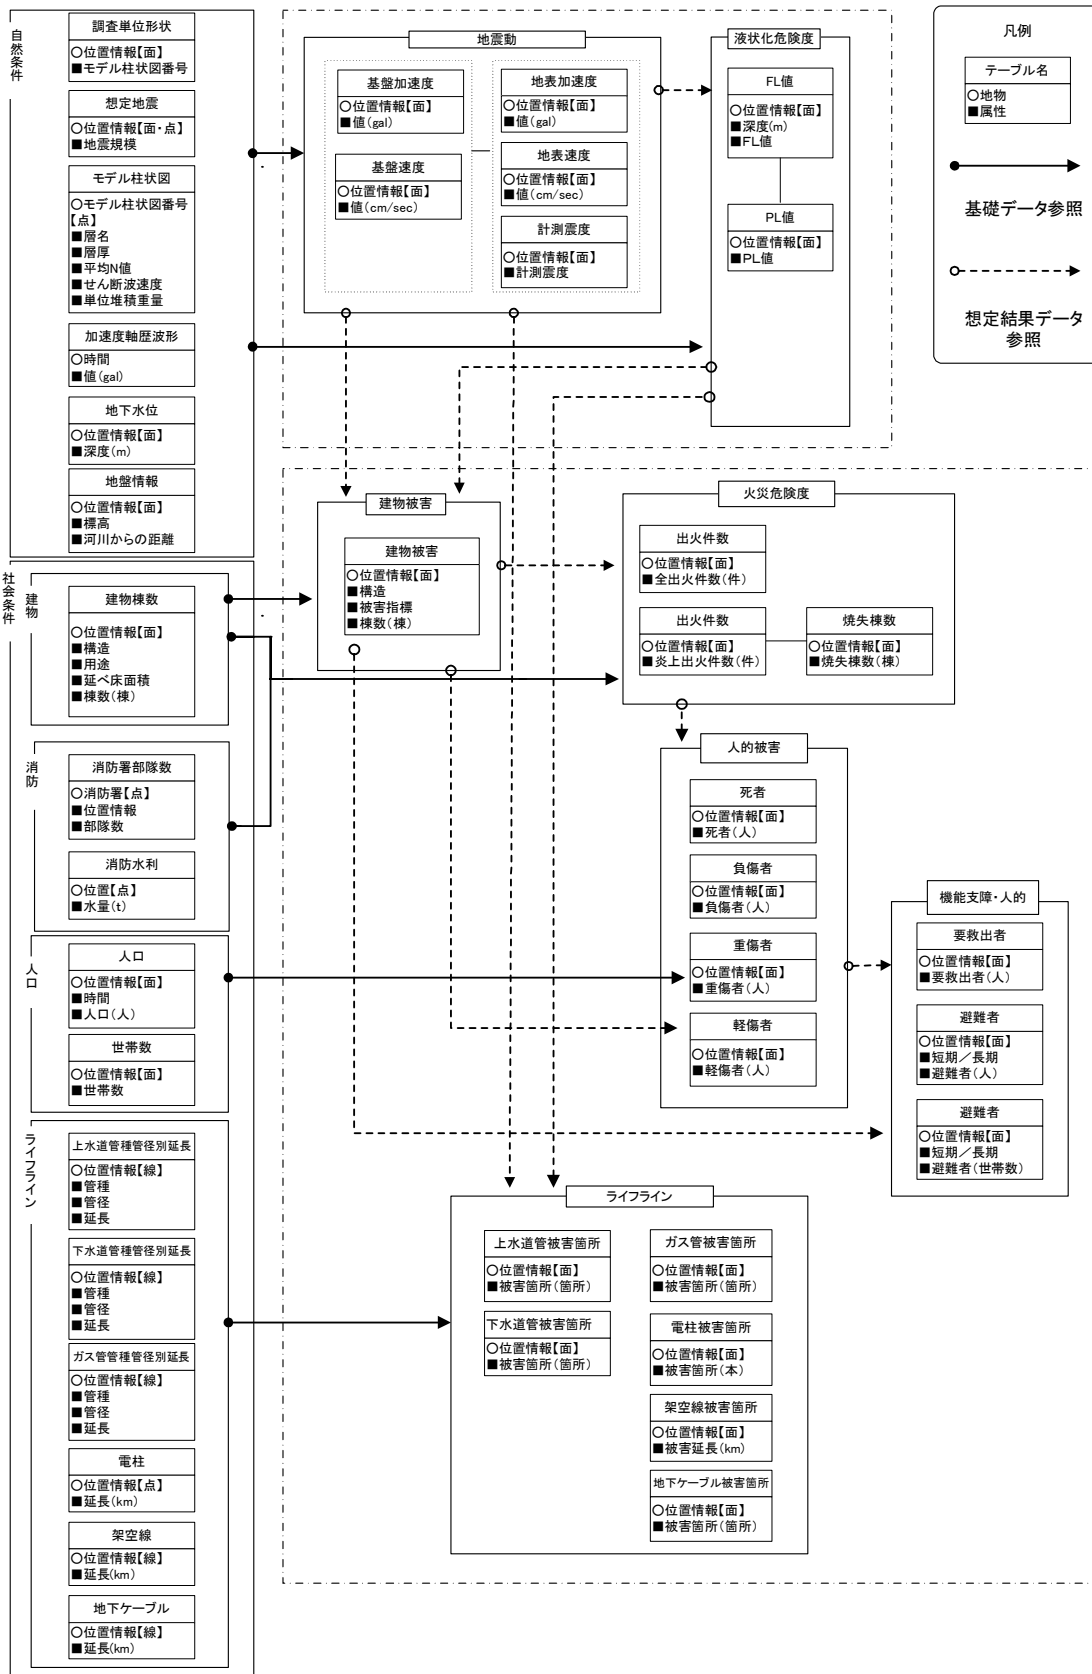 自然条件
調査単位形状
○位置情報【面】
■モデル柱状図番号
想定地震
○位置情報【面・点】
■地震規模
モデル柱状図
○モデル柱状図番号
【点】
■層名
■層厚
■平均N値
■せん断波速度
■単位堆積重量
加速度軸歴波形
○時間
■値(gal)
地下水位
○位置情報【面】
■深度(m)
地盤情報
○位置情報【面】
■標高
■河川からの距離
社会条件
建物
建物棟数
○位置情報【面】
■構造
■用途
■延べ床面積
■棟数(棟)
消防
消防署部隊数
○消防署【点】
■位置情報
■部隊数
消防水利
○位置【点】
■水量(t)
人口
人口
○位置情報【面】
■時間
■人口(人)
世帯数
○位置情報【面】
■世帯数
ライフライン
上水道管種管径別延長
○位置情報【線】
■管種
■管径
■延長
下水道管種管径別延長
○位置情報【線】
■管種
■管径
■延長
ガス管管種管径別延長
○位置情報【線】
■管種
■管径
■延長
電柱
○位置情報【点】
■延長(km)
架空線
○位置情報【線】
■延長(km)
地下ケーブル
○位置情報【線】
■延長(km)
地震動
基盤加速度
○位置情報【面】
■値(gal)
基盤速度
○位置情報【面】
■値(cm/sec)
地表加速度
○位置情報【面】
■値(gal)
地表速度
○位置情報【面】
■値(cm/sec)
計測震度
○位置情報【面】
■計測震度
液状化危険度
FL値
○位置情報【面】
■深度(m)
■FL値
PL値
○位置情報【面】
■PL値
凡例
テーブル名
○地物
■属性
基礎データ参照
想定結果データ
参照
建物被害
建物被害
○位置情報【面】
■構造
■被害指標
■棟数(棟)
火災危険度
出火件数
○位置情報【面】
■全出火件数(件)
出火件数
○位置情報【面】
■炎上出火件数(件)
焼失棟数
○位置情報【面】
■焼失棟数(棟)
人的被害
死者
○位置情報【面】
■死者(人)
負傷者
○位置情報【面】
■負傷者(人)
重傷者
○位置情報【面】
■重傷者(人)
軽傷者
○位置情報【面】
■軽傷者(人)
機能支障・人的
要救出者
○位置情報【面】
■要救出者(人)
避難者
○位置情報【面】
■短期／長期
■避難者(人)
避難者
○位置情報【面】
■短期／長期
■避難者(世帯数)
ライフライン
上水道管被害箇所
○位置情報【面】
■被害箇所(箇所)
下水道管被害箇所
○位置情報【面】
■被害箇所(箇所)
ガス管被害箇所
○位置情報【面】
■被害箇所(箇所)
電柱被害箇所
○位置情報【面】
■被害箇所(本)
架空線被害箇所
○位置情報【面】
■被害延長(km)
地下ケーブル被害箇所
○位置情報【面】
■被害箇所(箇所)